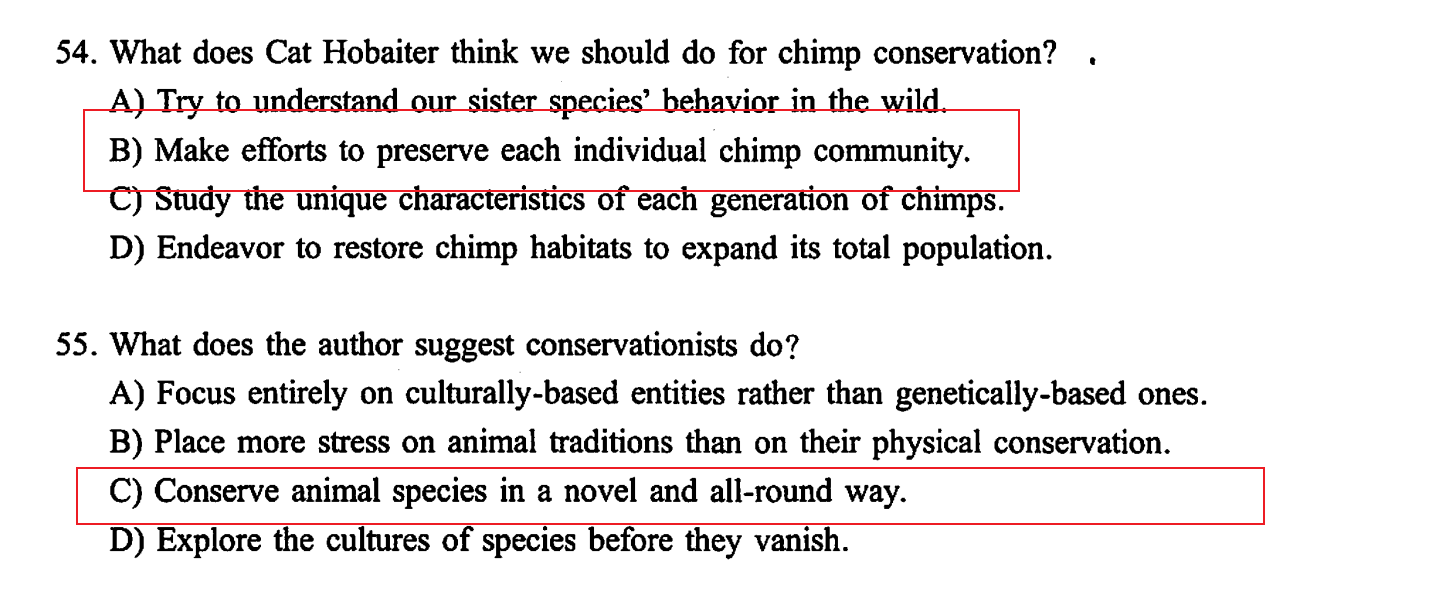 54. What does Cat Hobaiter think we should do for chimp conservation?
A) Try to understand our sister species' behavior in the wild.
B) Make efforts to preserve each individual chimp community.
C) Study the unique characteristics of each generation of chimps.
D) Endeavor to restore chimp habitats to expand its total population.
55. What does the author suggest conservationists do?
A) Focus entirely on culturally-based entities rather than genetically-based ones.
B) Place more stress on animal traditions than on their physical conservation.
C) Conserve animal species in a novel and all-round way.
D) Explore the cultures of species before they vanish.